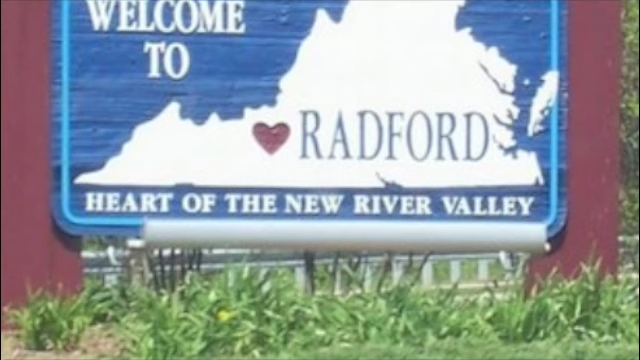 WELCOME
TO
RADFORD
HEART OF THE NEW RIVER VALLEY